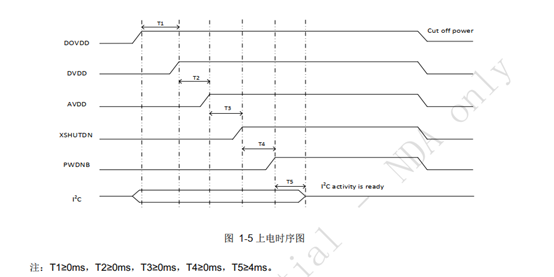 T1
Cut off power
DOVDD
DVDD
T2
AVDD
T3
XSHUTDN
T4
PWDNB
T5
I²C activity is ready
I²C
图 1-5 上电时序图
注：T1≥0ms，T2≥0ms，T3≥0ms，T4≥0ms，T5≥4ms。
tial - NDA only